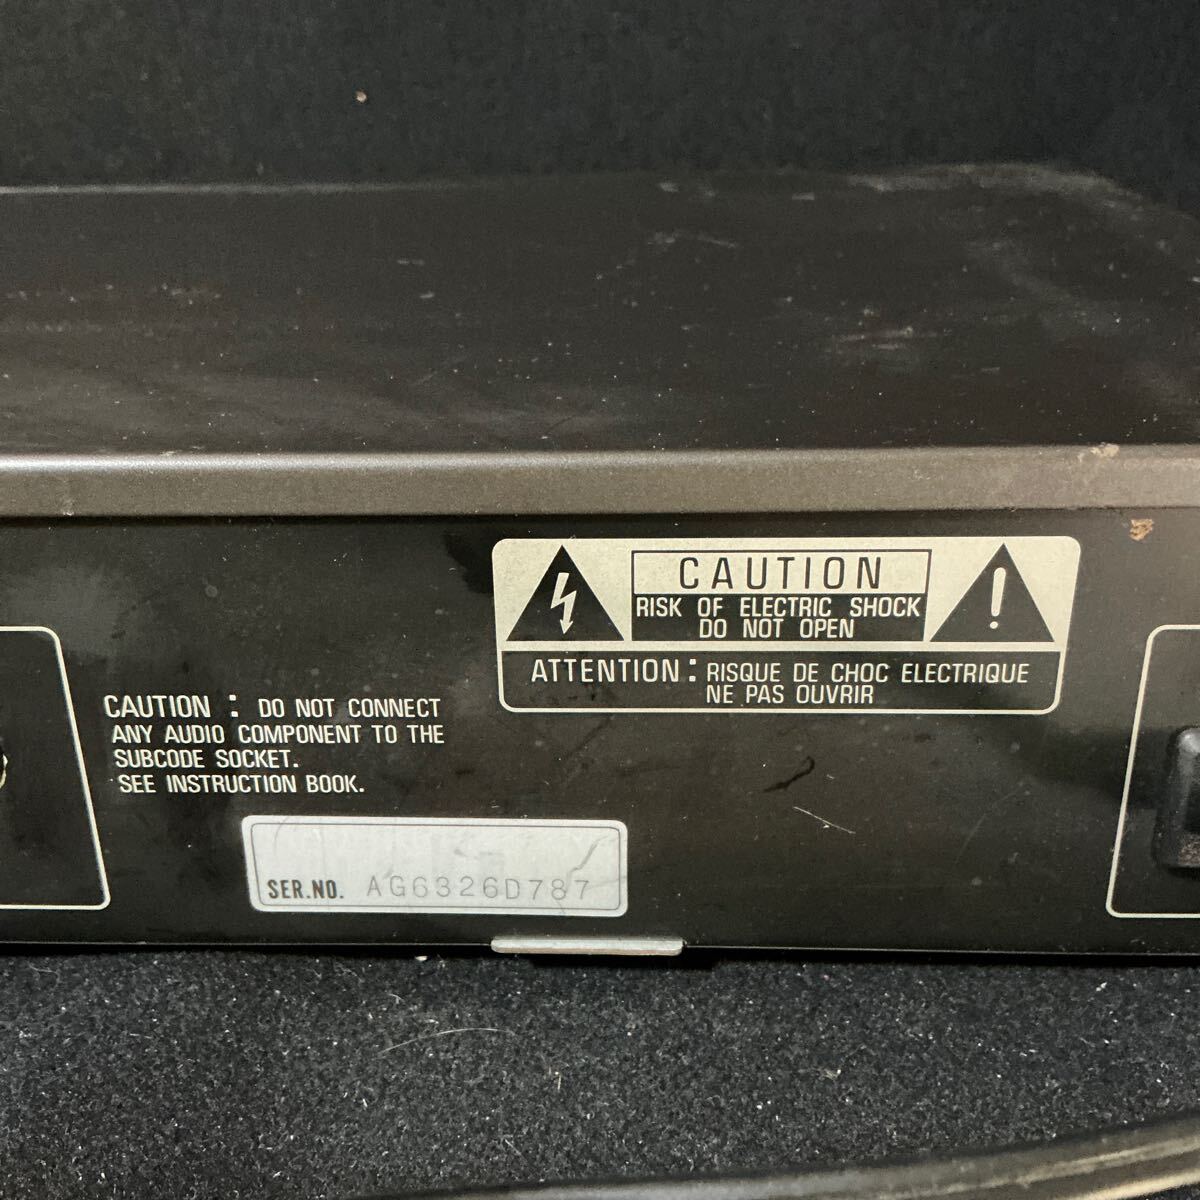 CAUTION : DO NOT CONNECT
ANY AUDIO COMPONENT TO THE
SUBCODE SOCKET.
SEE INSTRUCTION BOOK.
SER.NO. AG6326D787
CAUTION
RISK OF ELECTRIC SHOCK
DO NOT OPEN
ATTENTION: RISQUE DE CHOC ELECTRIQUE
NE PAS OUVRIR